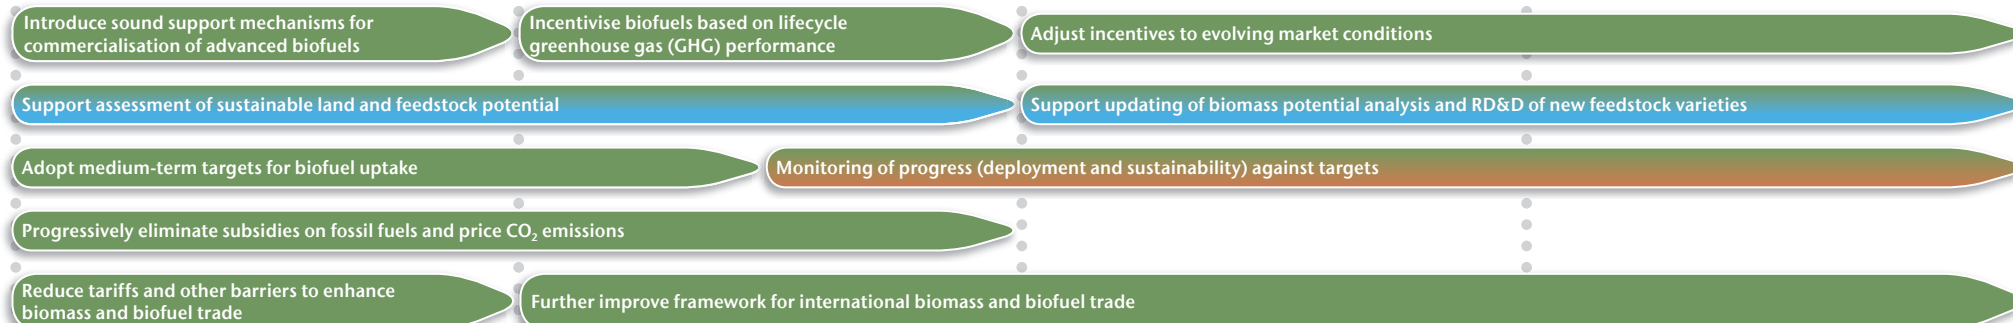 Introduce sound support mechanisms for
commercialisation of advanced biofuels
Incentivise biofuels based on lifecycle
greenhouse gas (GHG) performance
Adjust incentives to evolving market conditions
Support assessment of sustainable land and feedstock potential
Support updating of biomass potential analysis and RD&D of new feedstock varieties
Adopt medium-term targets for biofuel uptake
Monitoring of progress (deployment and sustainability) against targets
Progressively eliminate subsidies on fossil fuels and price CO₂ emissions
Reduce tariffs and other barriers to enhance
biomass and biofuel trade
Further improve framework for international biomass and biofuel trade